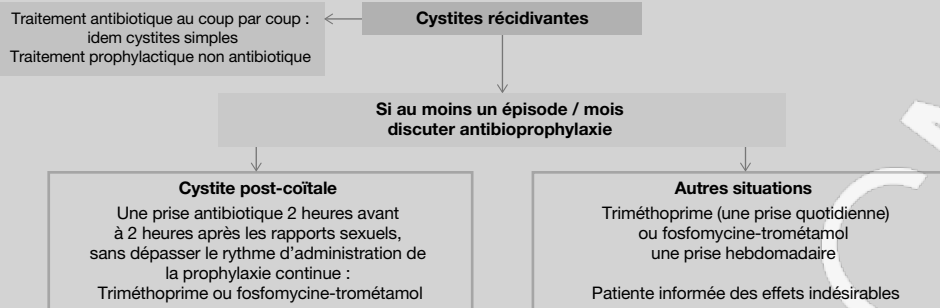 Traitement antibiotique au coup par coup :
idem cystites simples
Traitement prophylactique non antibiotique
Cystites récidivantes
Si au moins un épisode / mois
discuter antibioprophylaxie
Cystite post-coïtale
Une prise antibiotique 2 heures avant
à 2 heures après les rapports sexuels,
sans dépasser le rythme d’administration de
la prophylaxie continue :
Triméthoprime ou fosfomycine-trométamol
Autres situations
Triméthoprime (une prise quotidienne)
ou fosfomycine-trométamol
une prise hebdomadaire
Patiente informée des effets indésirables